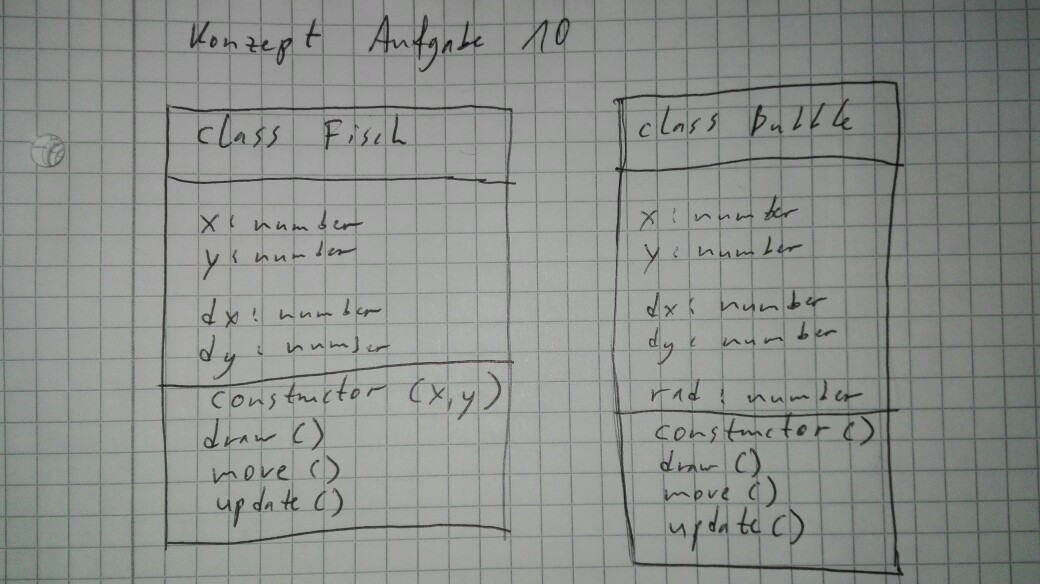 Konzept Aufgabe 10
class Fisch
x: number
y: number
dx: number
dy: number
constructor (x,y)
draw ()
move ()
update ()
class Bubble
x: number
y: number
dx: number
dy: number
rad: number
constructor ()
draw ()
move ()
update ()